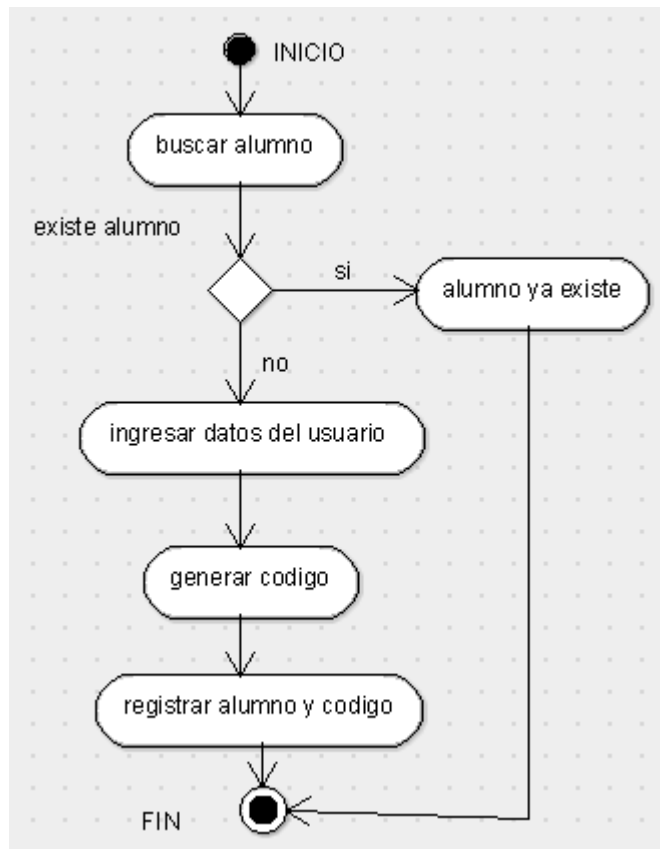 INICIO
buscar alumno
existe alumno
si
alumno ya existe
no
ingresar datos del usuario
generar codigo
registrar alumno y codigo
FIN